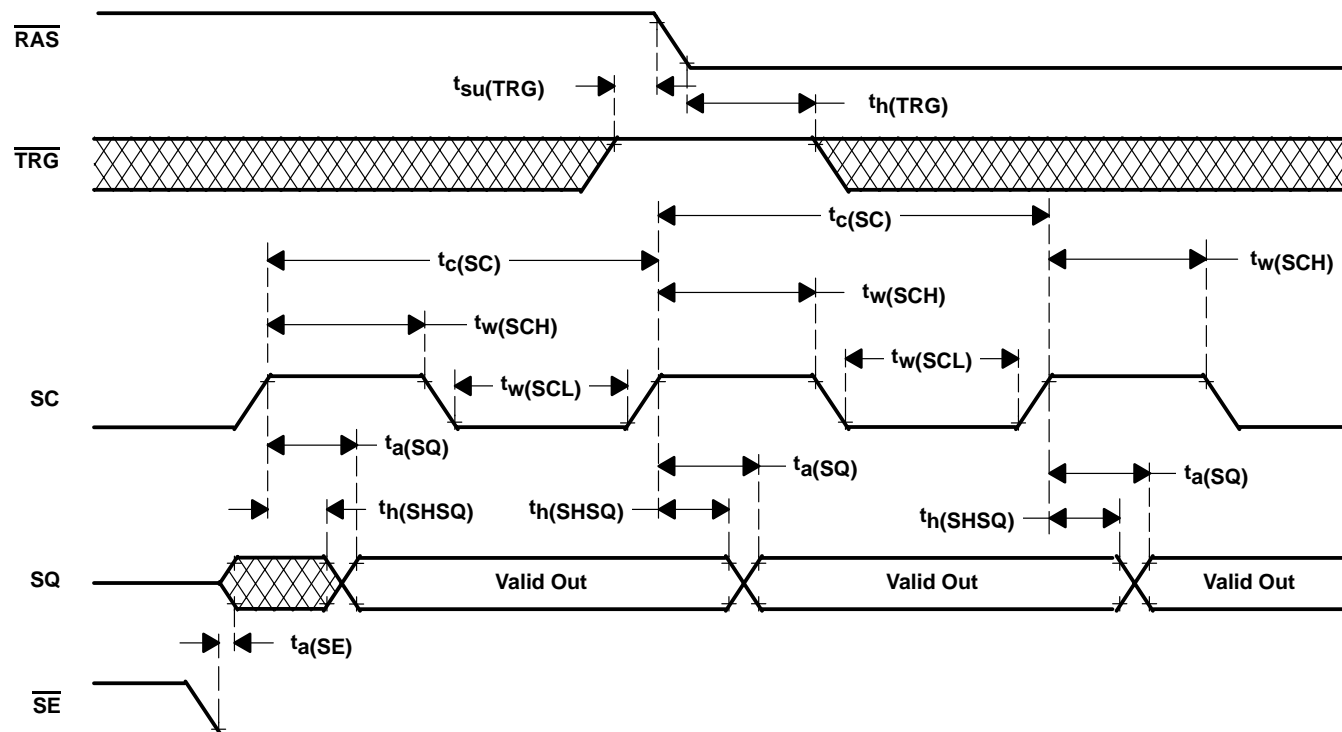 RAS
tsu(TRG)
th(TRG)
TRG
tc(SC)
tc(SC)
tw(SCH)
tw(SCH)
tw(SCH)
tw(SCL)
tw(SCL)
SC
ta(SQ)
ta(SQ)
ta(SQ)
th(SHSQ)
th(SHSQ)
th(SHSQ)
SQ
Valid Out
Valid Out
Valid Out
ta(SE)
SE